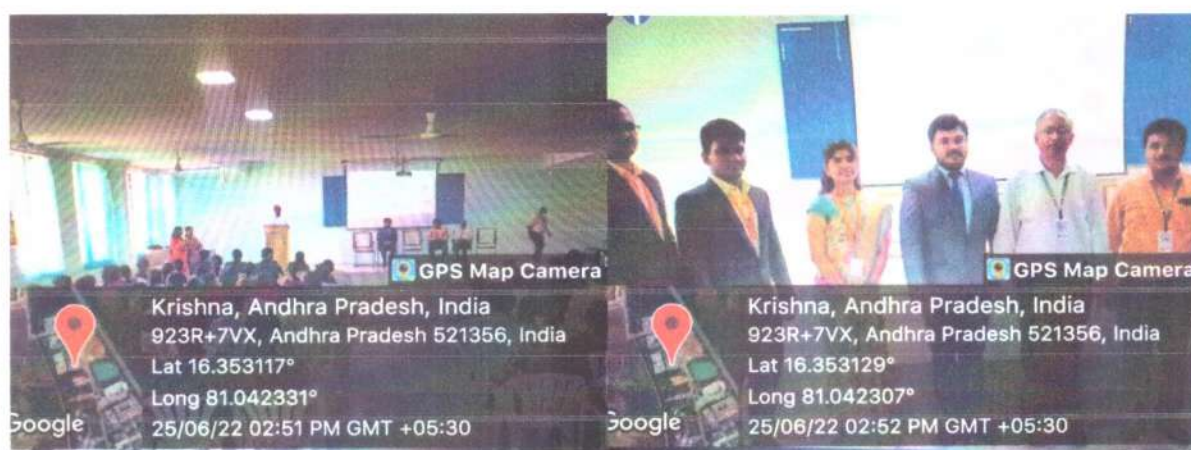 GPS Map Camera
Krishna, Andhra Pradesh, India
923R+7VX, Andhra Pradesh 521356, India
Lat 16.353117°
Long 81.042331°
25/06/22 02:51 PM GMT +05:30
Google
GPS Map Camera
Krishna, Andhra Pradesh, India
923R+7VX, Andhra Pradesh 521356, India
Lat 16.353129°
Long 81.042307°
25/06/22 02:52 PM GMT +05:30
Google